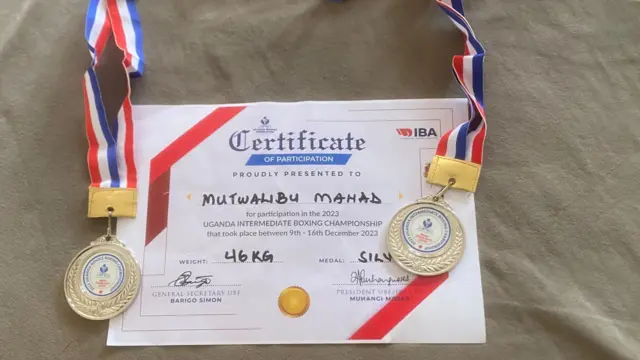 Certificate
IBA
OF PARTICIPATION
PROUDLY PRESENTED TO
MUTWALIBU MAHAD
for participation in the 2023
UGANDA INTERMEDIATE BOXING CHAMPIONSHIP
that took place between 9th - 16th December 2023
WEIGHT: 46KG MEDAL: SILV
GENERAL SECRETARY UBF
BARIGO SIMON
PRESIDENT UBF
MUHANGI MOSES